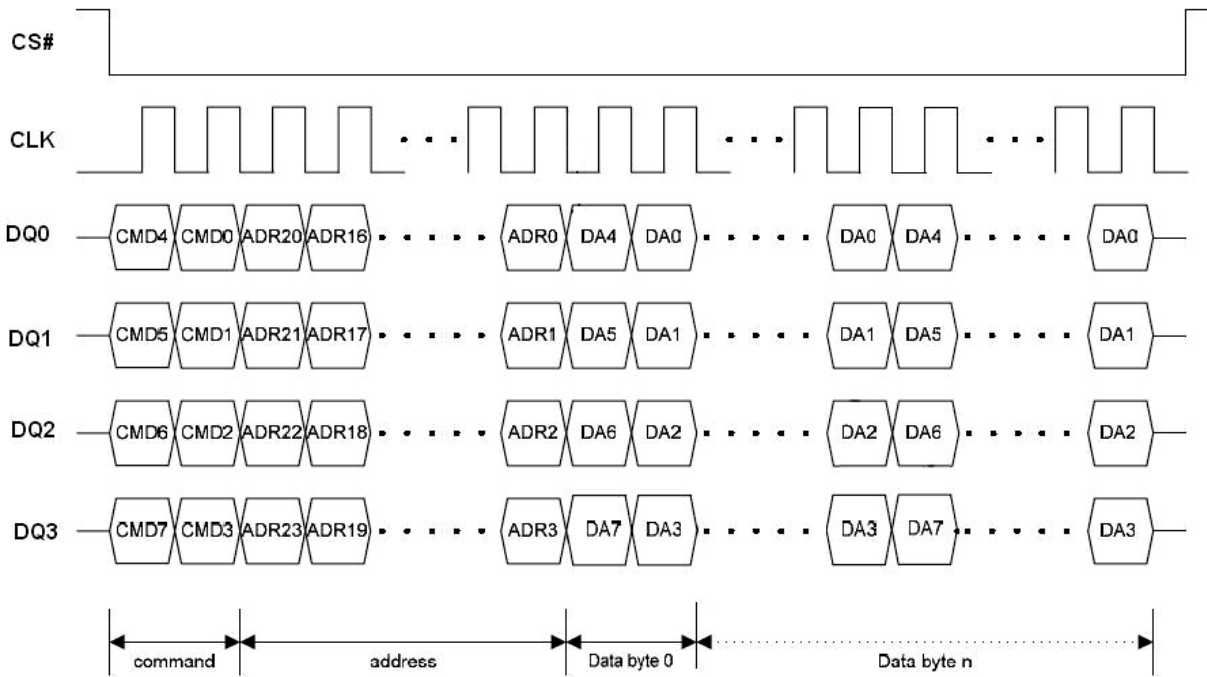 CS#
CLK
DQ0 CMD4 CMD0 ADR20 ADR16 ADR0 DA4 DA0 DA0 DA4 DA0
DQ1 CMD5 CMD1 ADR21 ADR17 ADR1 DA5 DA1 DA1 DA5 DA1
DQ2 CMD6 CMD2 ADR22 ADR18 ADR2 DA6 DA2 DA2 DA6 DA2
DQ3 CMD7 CMD3 ADR23 ADR19 ADR3 DA7 DA3 DA3 DA7 DA3
command address Data byte 0 Data byte n